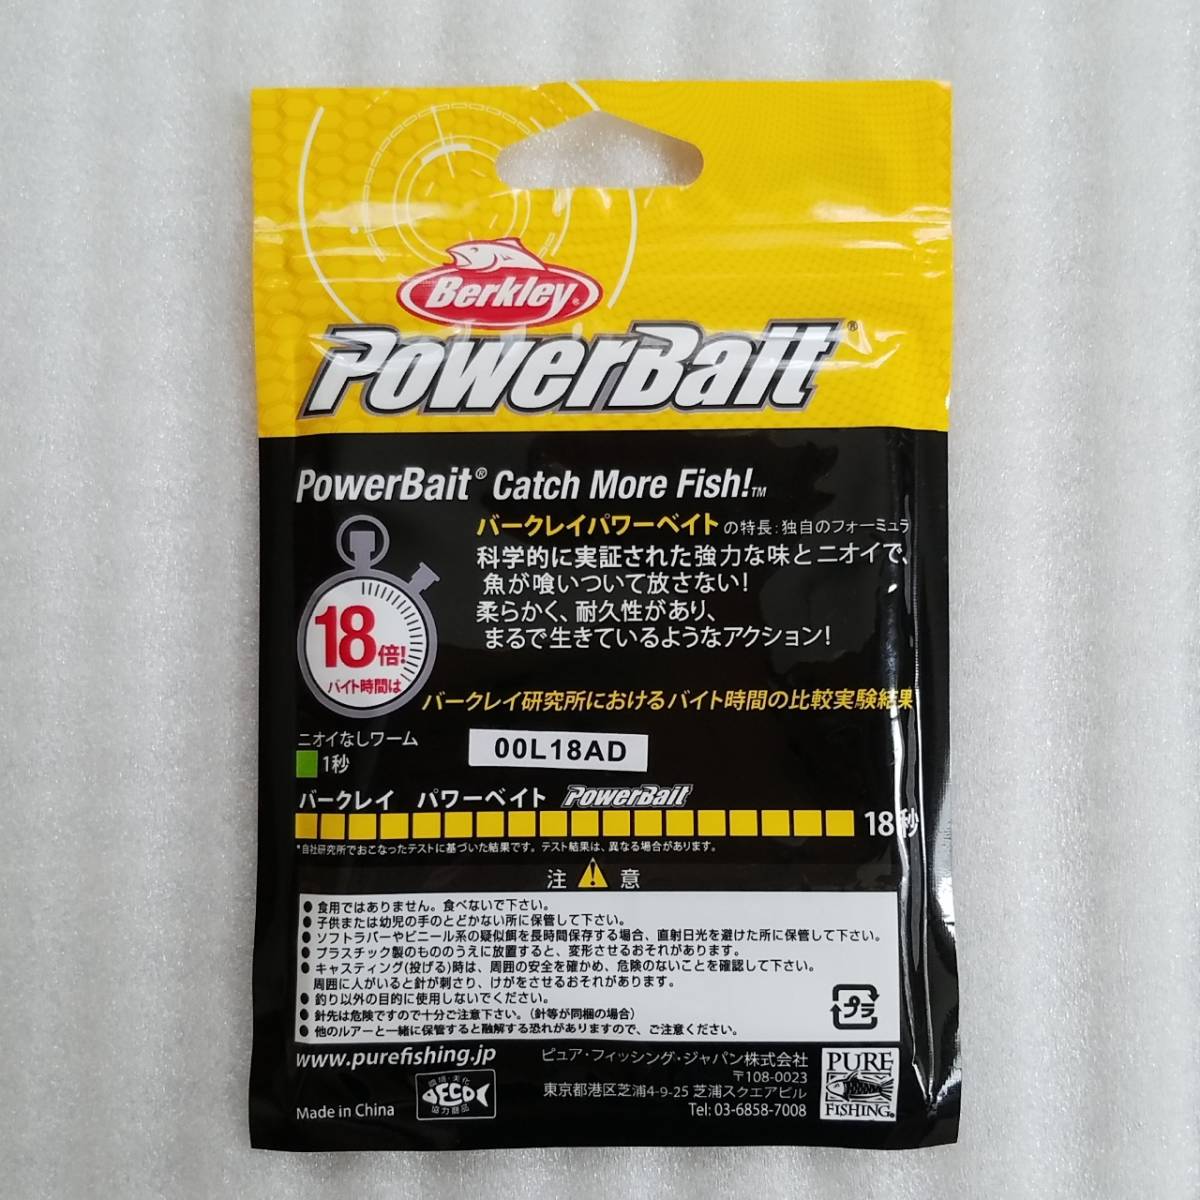 Berkley®
PowerBait®
PowerBait® Catch More Fish!™
バークレイパワーベイト の特長:独自のフォーミュラ
科学的に実証された強力な味とニオイで、
魚が喰いついて放さない!
柔らかく、耐久性があり、
まるで生きているようなアクション!
18倍!
バイト時間は
バークレイ研究所におけるバイト時間の比較実験結果
ニオイなしワーム
1秒
00L18AD
バークレイ パワーベイト PowerBait
18秒
*自社研究所でおこなったテストに基づいた結果です。テスト結果は、異なる場合があります。
注 ! 意
● 食用ではありません。食べないで下さい。
● 子供または幼児の手のとどかない所に保管して下さい。
● ソフトラバーやビニール系の疑似餌を長時間保存する場合、直射日光を避けた所に保管して下さい。
● プラスチック製のもののうえに放置すると、変形させるおそれがあります。
● キャスティング(投げる)時は、周囲の安全を確かめ、危険のないことを確認して下さい。
周囲に人がいると針が刺さり、けがをさせるおそれがあります。
● 釣り以外の目的に使用しないでください。
● 針先は危険ですので十分ご注意下さい。(針等が同梱の場合)
● 他のルアーと一緒に保管すると融解する恐れがありますので、ご注意ください。
プラ
www.purefishing.jp
Made in China
環境・美化
ECO
協力商品
ピュア・フィッシング・ジャパン株式会社
〒108-0023
東京都港区芝浦4-9-25 芝浦スクエアビル
Tel: 03-6858-7008
PURE
FISHING®